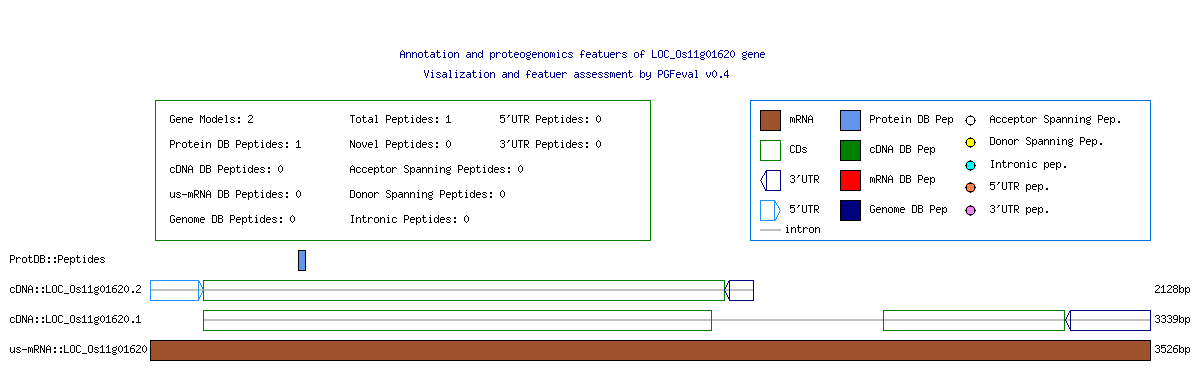 Annotation and proteogenomics featuers of LOC_Os11g01620 gene
Visalization and featuer assessment by PGFeval v0.4
Gene Models: 2 Total Peptides: 1 5'UTR Peptides: 0
Protein DB Peptides: 1 Novel Peptides: 0 3'UTR Peptides: 0
cDNA DB Peptides: 0 Acceptor Spanning Peptides: 0
us-mRNA DB Peptides: 0 Donor Spanning Peptides: 0
Genome DB Peptides: 0 Intronic Peptides: 0
mRNA Protein DB Pep Acceptor Spanning Pep.
CDs cDNA DB Pep Donor Spanning Pep.
3'UTR mRNA DB Pep Intronic pep.
5'UTR Genome DB Pep 5'UTR pep.
intron 3'UTR pep.
ProtDB::Peptides
cDNA::LOC_Os11g01620.2 2128bp
cDNA::LOC_Os11g01620.1 3339bp
us-mRNA::LOC_Os11g01620 3526bp